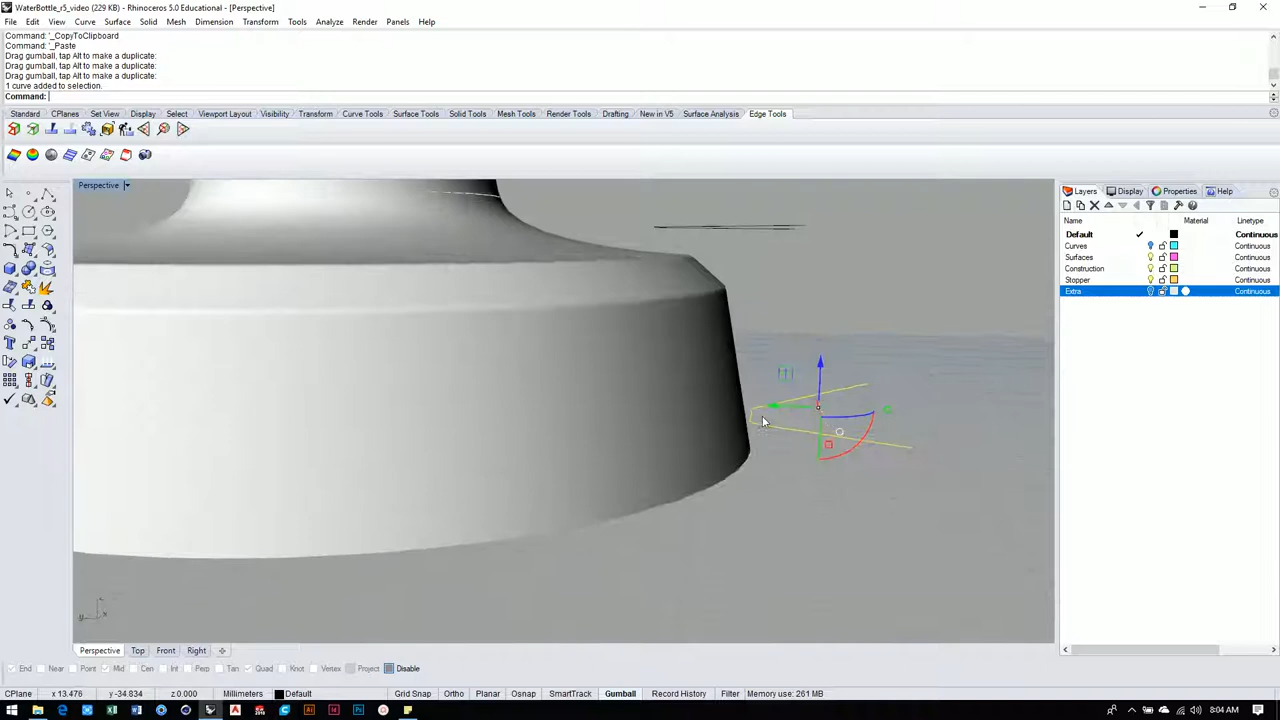 WaterBottle_r5_video (229 KB) - Rhinoceros 5.0 Educational - [Perspective]
File Edit View Curve Surface Solid Mesh Dimension Transform Tools Analyze Render Panels Help
Command: '_CopyToClipboard
Command: '_Paste
Drag gumball, tap Alt to make a duplicate:
Drag gumball, tap Alt to make a duplicate:
Drag gumball, tap Alt to make a duplicate:
1 curve added to selection.
Command:
Standard CPlanes Set View Display Select Viewport Layout Visibility Transform Curve Tools Surface Tools Solid Tools Mesh Tools Render Tools Drafting New in V5 Surface Analysis Edge Tools
Perspective
Layers Display Properties Help
Name Material Linetype
Default Continuous
Curves Continuous
Surfaces Continuous
Construction Continuous
Stopper Continuous
Extra Continuous
Perspective Top Front Right
End Near Point Mid Cen Int Perp Tan Quad Knot Vertex Project Disable
CPlane x 13.476 y -34.834 z 0.000 Millimeters Default Grid Snap Ortho Planar Osnap SmartTrack Gumball Record History Filter Memory use: 261 MB
8:04 AM